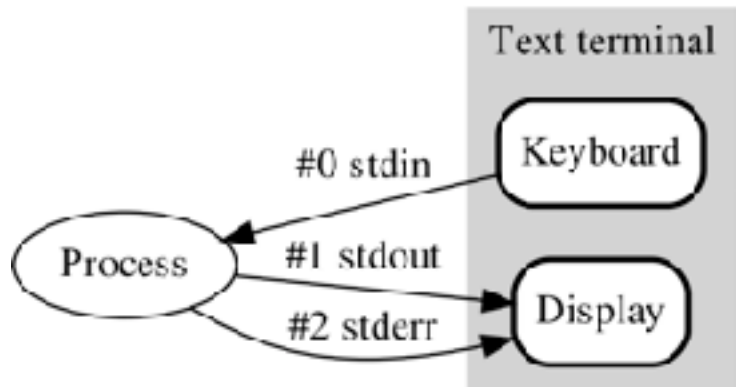 Text terminal
Keyboard
#0 stdin
Process
#1 stdout
Display
#2 stderr